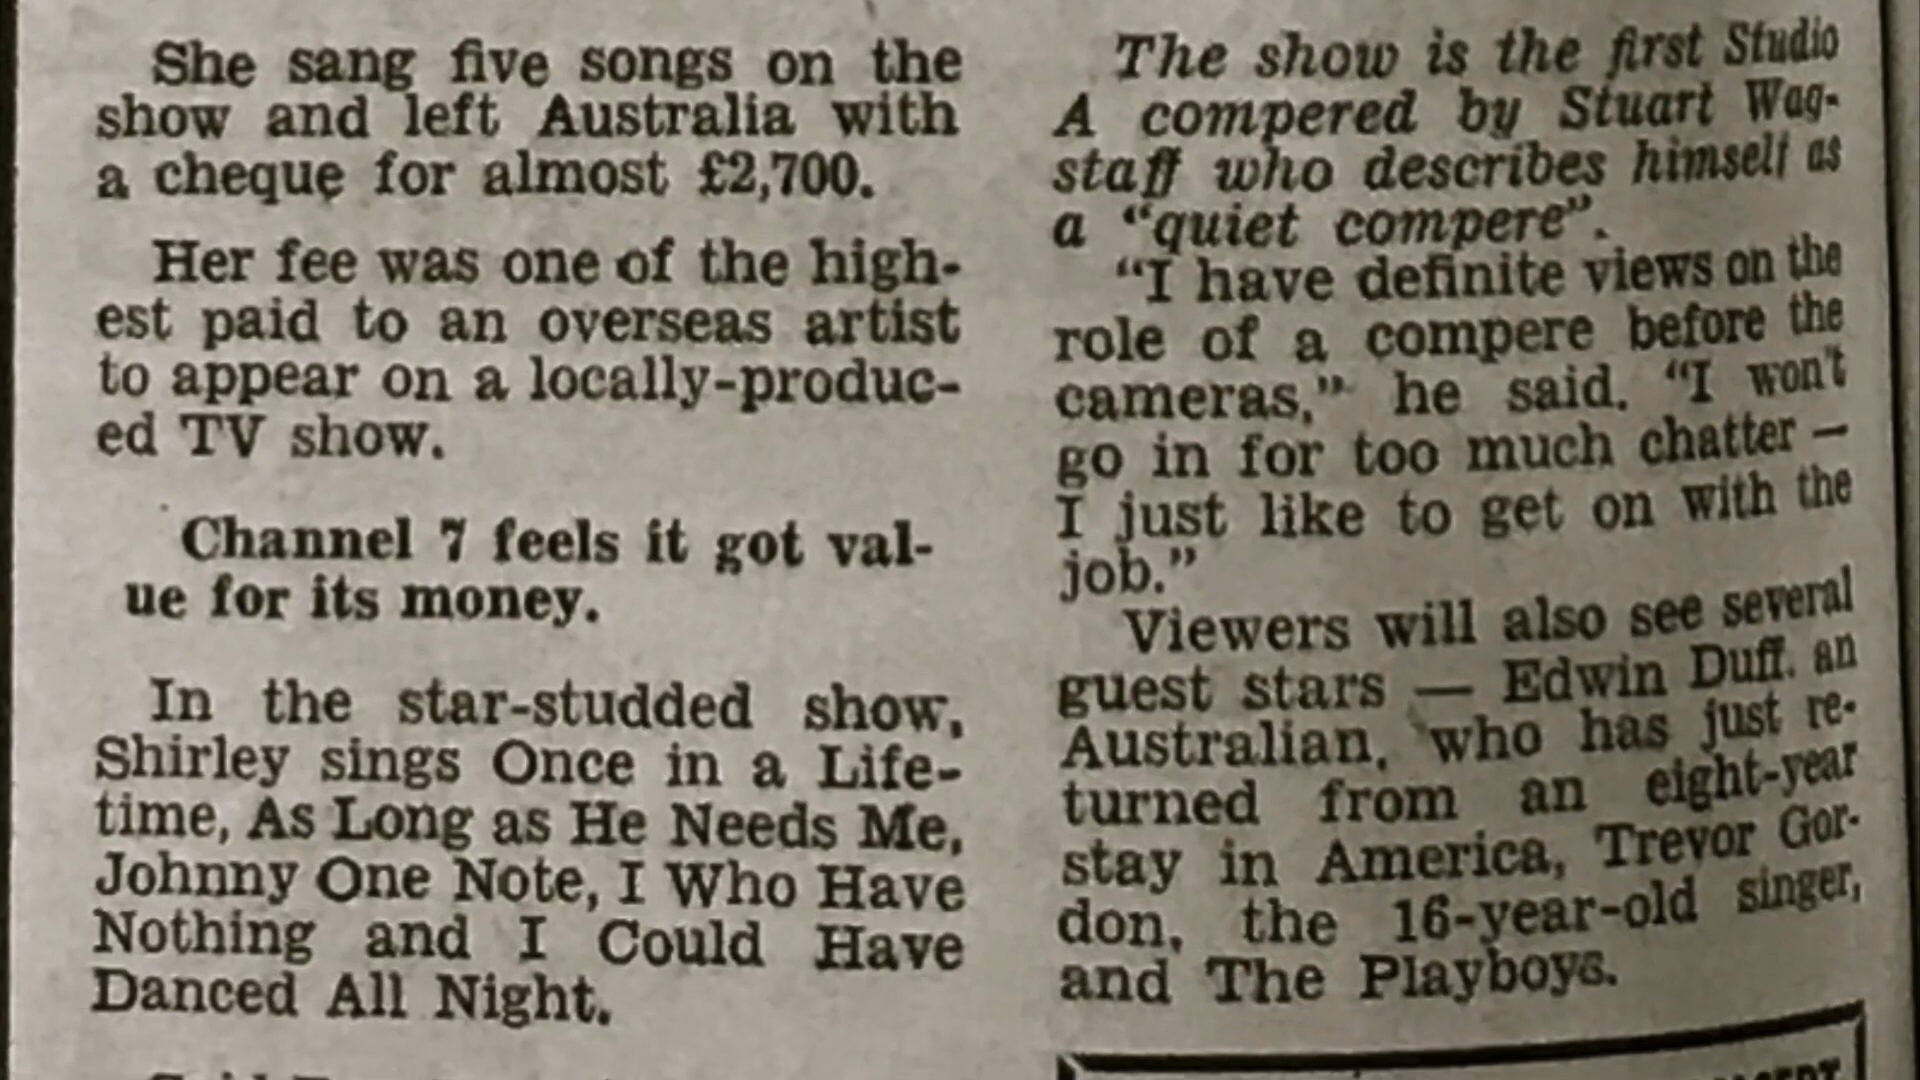 She sang five songs on the
show and left Australia with
a cheque for almost £2,700.
Her fee was one of the high-
est paid to an overseas artist
to appear on a locally-produc-
ed TV show.
Channel 7 feels it got val-
ue for its money.
In the star-studded show,
Shirley sings Once in a Life-
time, As Long as He Needs Me,
Johnny One Note, I Who Have
Nothing and I Could Have
Danced All Night.
The show is the first Studio
A compered by Stuart Wag-
staff who describes himself as
a “quiet compere”.
“I have definite views on the
role of a compere before the
cameras,” he said. “I won't
go in for too much chatter —
I just like to get on with the
job.”
Viewers will also see several
guest stars — Edwin Duff, an
Australian, who has just re-
turned from an eight-year
stay in America, Trevor Gor-
don, the 16-year-old singer,
and The Playboys.